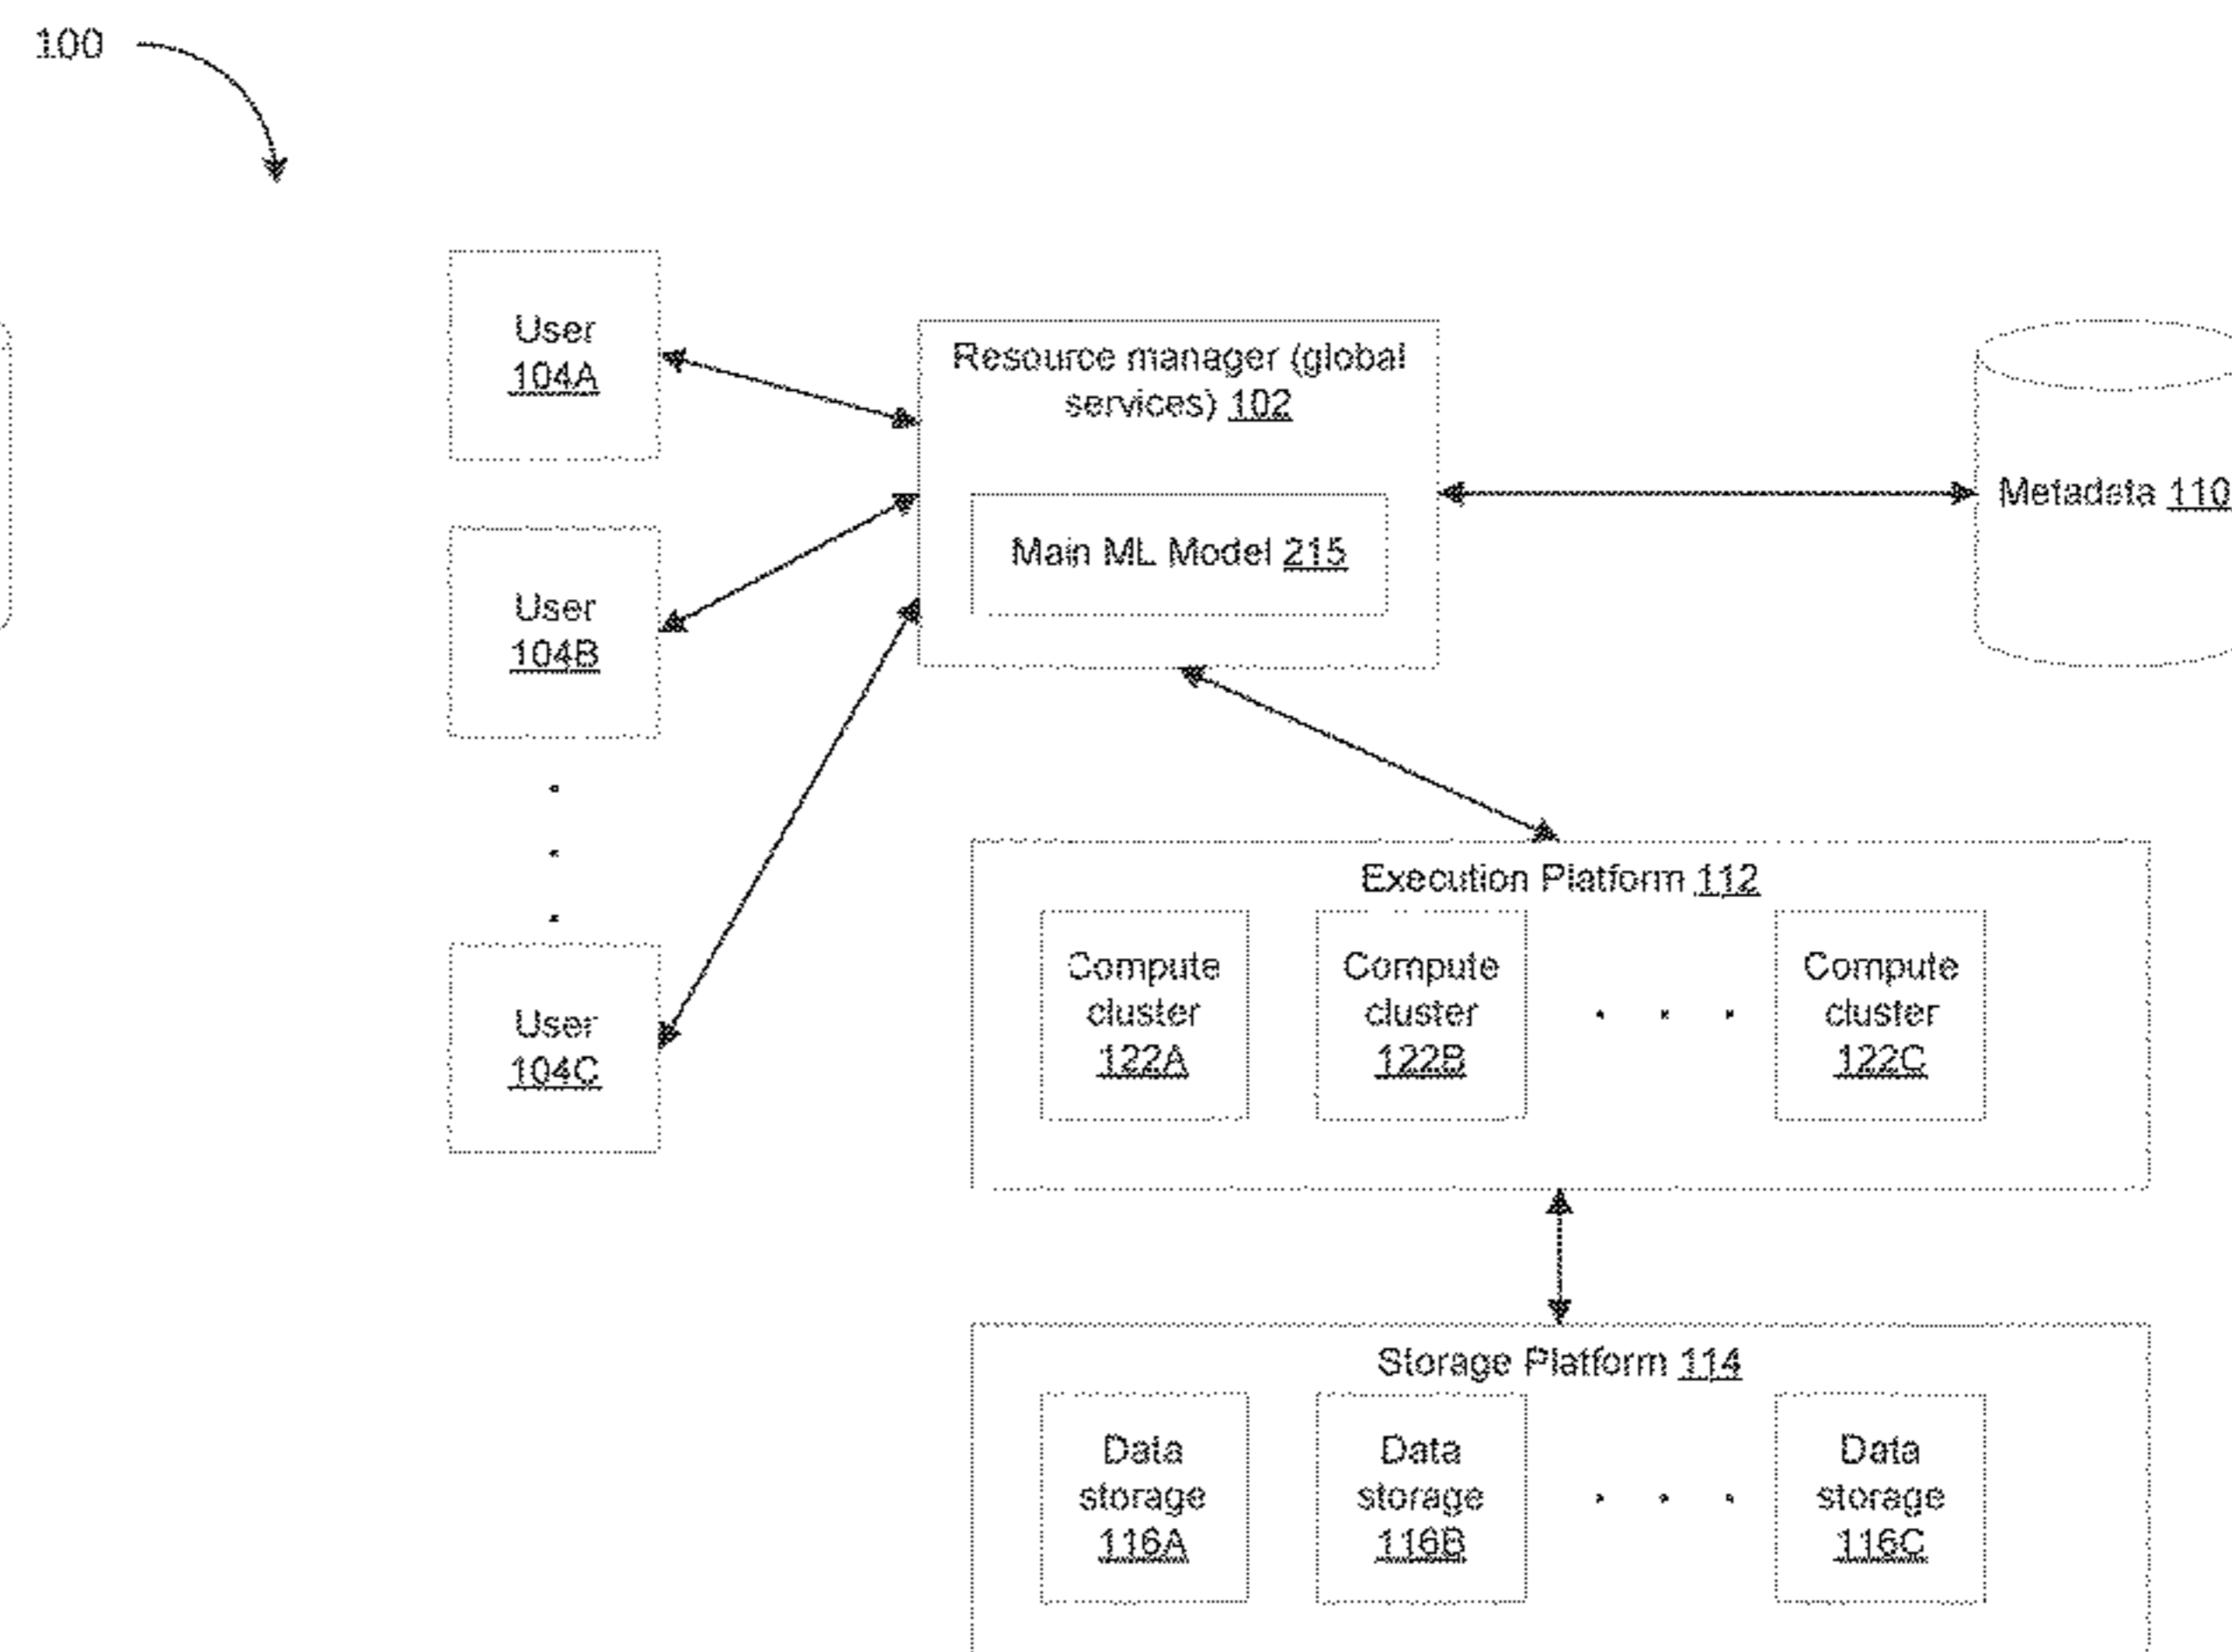 100
User
104A
Resource manager (global
services) 102
Main ML Model 215
Metadata 110
User
104B
User
104C
Execution Platform 112
Compute
cluster
122A
Compute
cluster
122B
Compute
cluster
122C
Storage Platform 114
Data
storage
116A
Data
storage
116B
Data
storage
116C